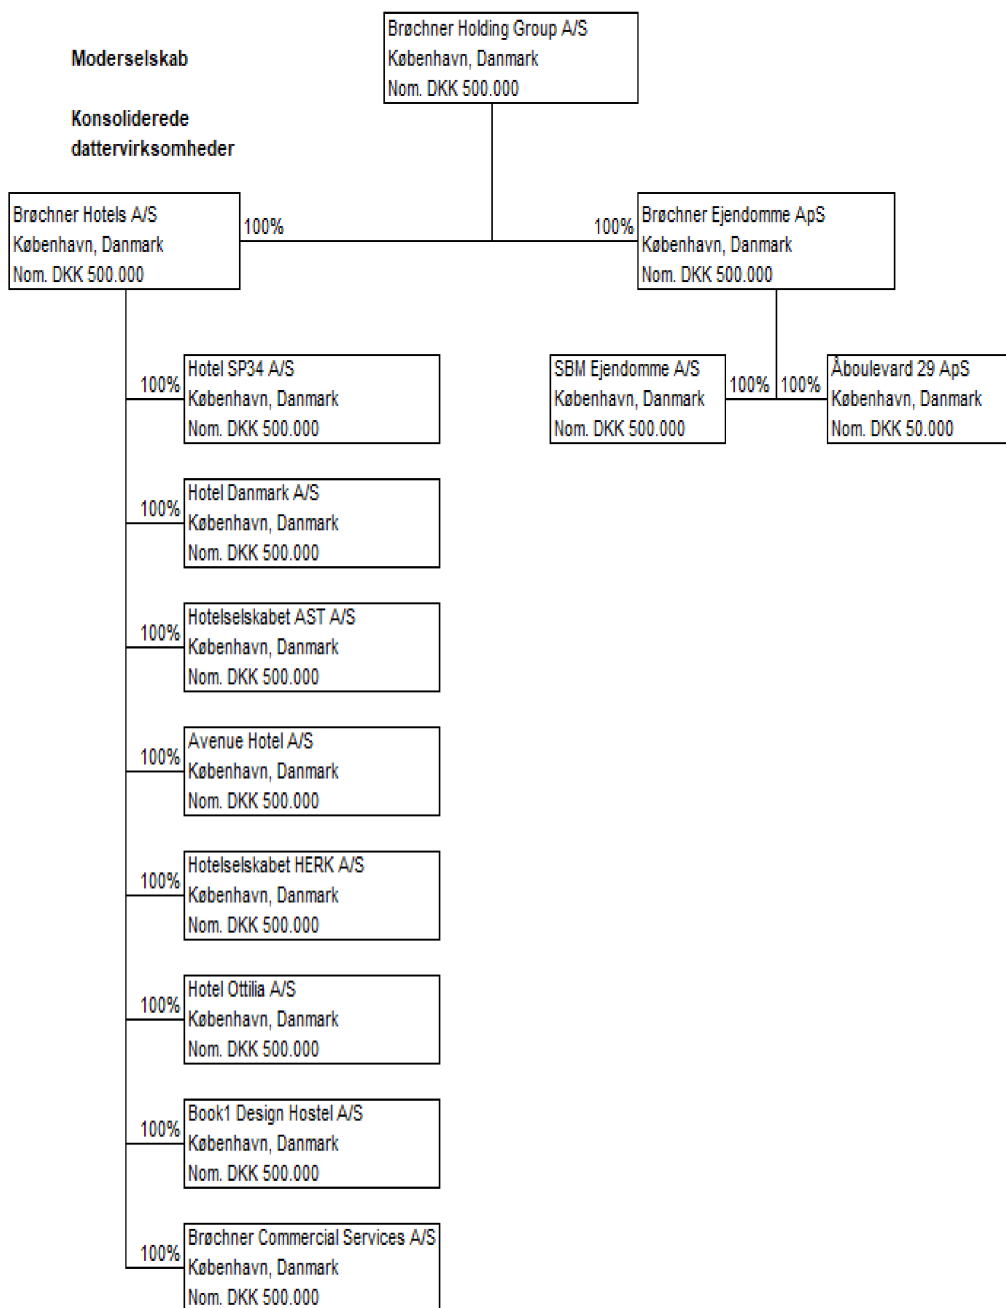 Brøchner Holding Group A/S
København, Danmark
Nom. DKK 500.000
Moderselskab
Konsoliderede
dattervirksomheder
Brøchner Hotels A/S
København, Danmark
Nom. DKK 500.000
100%
100%
Brøchner Ejendomme ApS
København, Danmark
Nom. DKK 500.000
100%
Hotel SP34 A/S
København, Danmark
Nom. DKK 500.000
SBM Ejendomme A/S
København, Danmark
Nom. DKK 500.000
100%
100%
Åboulevard 29 ApS
København, Danmark
Nom. DKK 50.000
100%
Hotel Danmark A/S
København, Danmark
Nom. DKK 500.000
100%
Hotelselskabet AST A/S
København, Danmark
Nom. DKK 500.000
100%
Avenue Hotel A/S
København, Danmark
Nom. DKK 500.000
100%
Hotelselskabet HERK A/S
København, Danmark
Nom. DKK 500.000
100%
Hotel Ottilia A/S
København, Danmark
Nom. DKK 500.000
100%
Book1 Design Hostel A/S
København, Danmark
Nom. DKK 500.000
100%
Brøchner Commercial Services A/S
København, Danmark
Nom. DKK 500.000